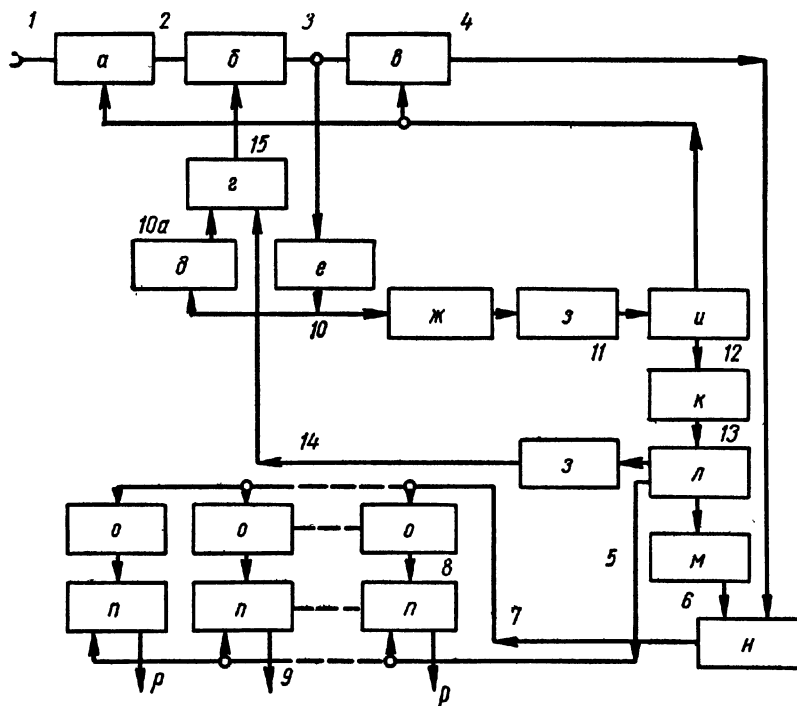 1 2 3 4
а б в
15
г
10а
д е
10 ж з и
11 12
к
14 13
з л
о о о
5 м
8
п п п
7 6
н
р 9 р